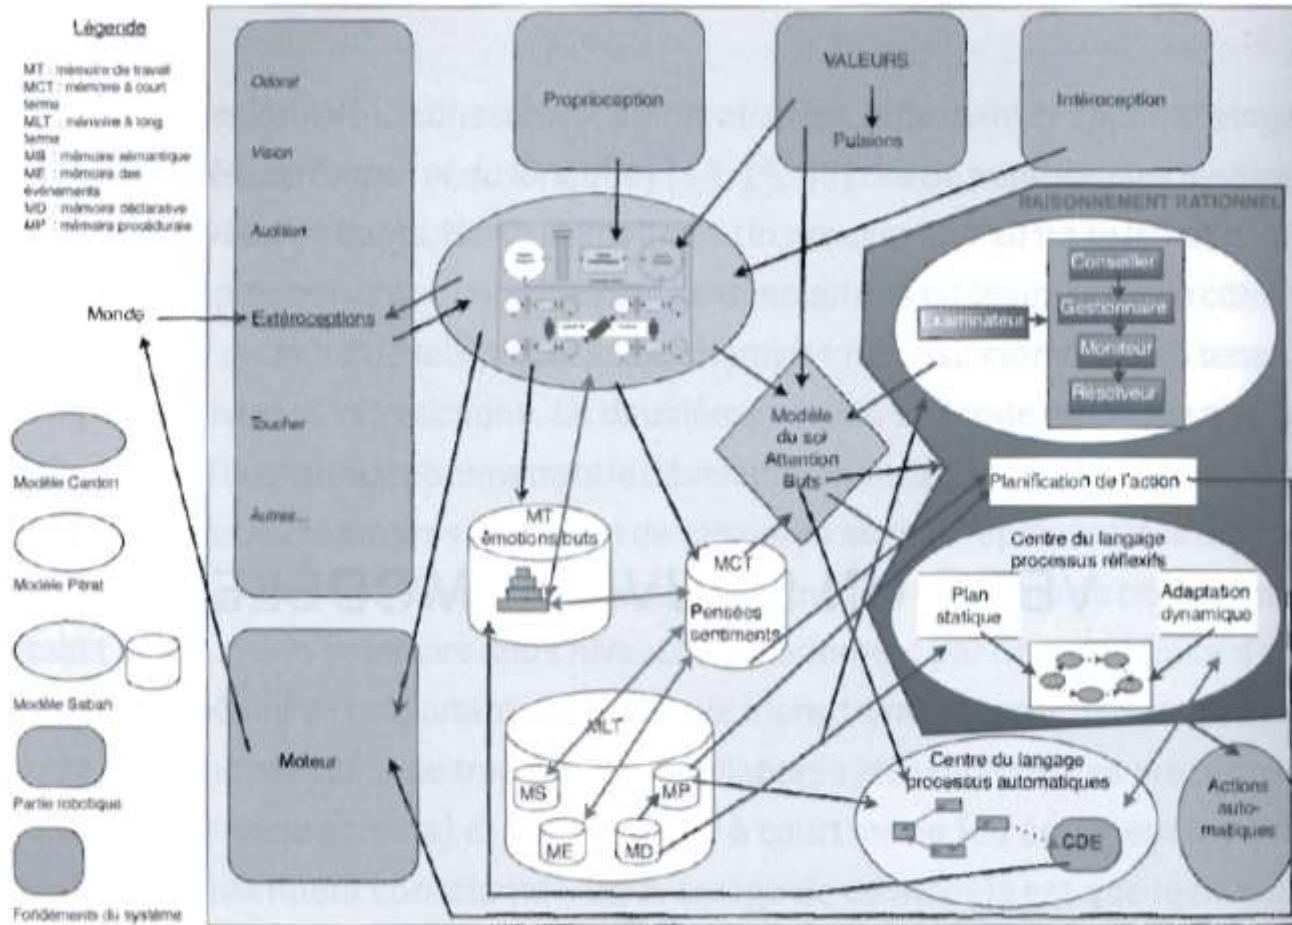 Légende
MT : mémoire de travail
MCT : mémoire à court
terme
MLT : mémoire à long
terme
MS : mémoire sémantique
ME : mémoire des
événements
MD : mémoire déclarative
MP : mémoire procédurale
Odorat
Vision
Audition
Extéroceptions
Toucher
Autres...
Proprioception
VALEURS
Pulsions
Intéroception
RAISONNEMENT RATIONNEL
Conseiller
Examinateur
Gestionnaire
Moniteur
Résolveur
Monde
Modèle
du soi
Attention
Buts
Planification de l'action
MT
émotions buts
MCT
Pensées
sentiments
Centre du langage
processus réflexifs
Plan
statique
Adaptation
dynamique
Modèle Cardon
Modèle Pitrat
Modèle Sabah
Partie robotique
Fondements du système
Moteur
MLT
MS
MP
ME
MD
Centre du langage
processus automatiques
CDE
Actions
auto-
matiques